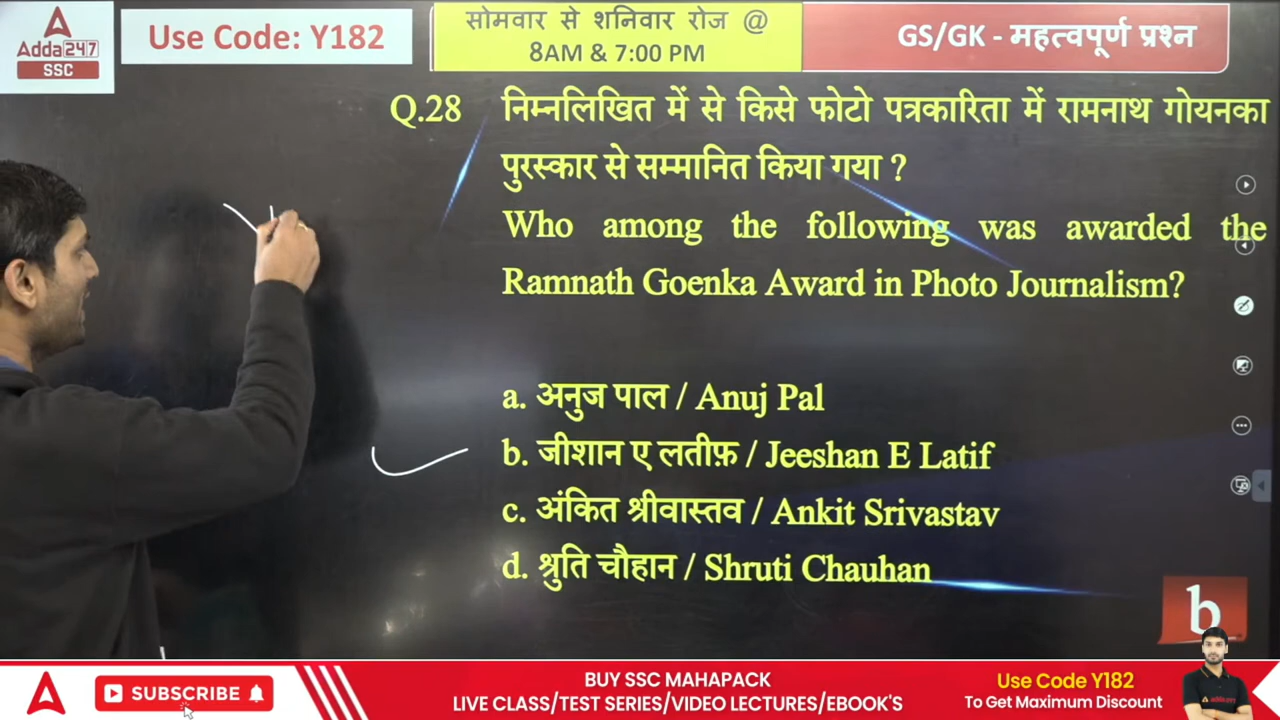 Adda247
SSC
Use Code: Y182
सोमवार से शनिवार रोज @
8AM & 7:00 PM
GS/GK - महत्वपूर्ण प्रश्न
Q.28 निम्नलिखित में से किसे फोटो पत्रकारिता में रामनाथ गोयनका
पुरस्कार से सम्मानित किया गया ?
Who among the following was awarded the
Ramnath Goenka Award in Photo Journalism?
a. अनुज पाल / Anuj Pal
b. जीशान ए लतीफ़ / Jeeshan E Latif
c. अंकित श्रीवास्तव / Ankit Srivastav
d. श्रुति चौहान / Shruti Chauhan
b
SUBSCRIBE
BUY SSC MAHAPACK
LIVE CLASS/TEST SERIES/VIDEO LECTURES/EBOOK'S
Use Code Y182
To Get Maximum Discount